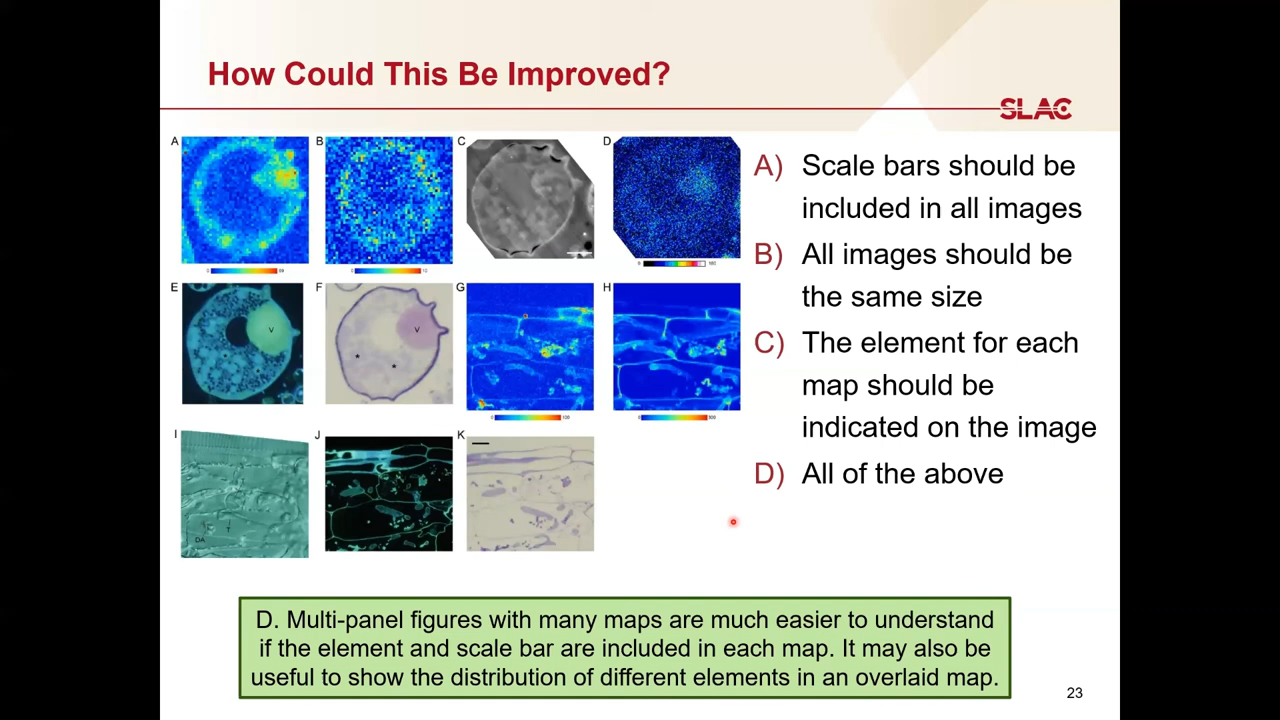 How Could This Be Improved?
SLAC
A
B
C
D
E
V
F
V
*
*
G
H
I
T
DA
J
K
A) Scale bars should be
included in all images
B) All images should be
the same size
C) The element for each
map should be
indicated on the image
D) All of the above
D. Multi-panel figures with many maps are much easier to understand
if the element and scale bar are included in each map. It may also be
useful to show the distribution of different elements in an overlaid map.
23